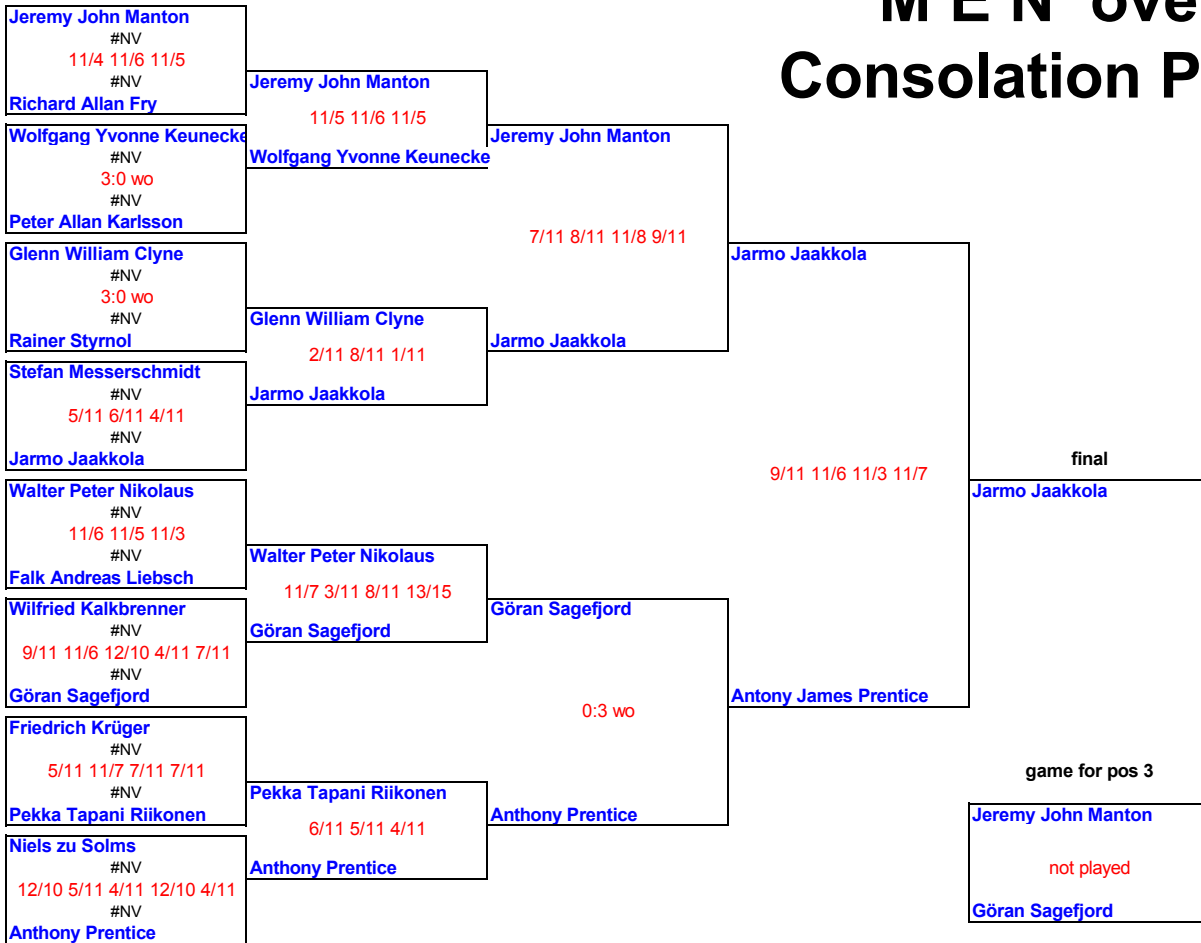 M E N ove
Consolation P
Jeremy John Manton
#NV
11/4 11/6 11/5
#NV
Richard Allan Fry
Wolfgang Yvonne Keunecke
#NV
3:0 wo
#NV
Peter Allan Karlsson
Glenn William Clyne
#NV
3:0 wo
#NV
Rainer Styrnol
Stefan Messerschmidt
#NV
5/11 6/11 4/11
#NV
Jarmo Jaakkola
Walter Peter Nikolaus
#NV
11/6 11/5 11/3
#NV
Falk Andreas Liebsch
Wilfried Kalkbrenner
#NV
9/11 11/6 12/10 4/11 7/11
#NV
Göran Sagefjord
Friedrich Krüger
#NV
5/11 11/7 7/11 7/11
#NV
Pekka Tapani Riikonen
Niels zu Solms
#NV
12/10 5/11 4/11 12/10 4/11
#NV
Anthony Prentice
Jeremy John Manton
11/5 11/6 11/5
Wolfgang Yvonne Keunecke
Glenn William Clyne
2/11 8/11 1/11
Jarmo Jaakkola
Walter Peter Nikolaus
11/7 3/11 8/11 13/15
Göran Sagefjord
Pekka Tapani Riikonen
6/11 5/11 4/11
Anthony Prentice
Jeremy John Manton
7/11 8/11 11/8 9/11
Jarmo Jaakkola
Göran Sagefjord
0:3 wo
Anthony Prentice
Jarmo Jaakkola
9/11 11/6 11/3 11/7
Antony James Prentice
final
Jarmo Jaakkola
game for pos 3
Jeremy John Manton
not played
Göran Sagefjord